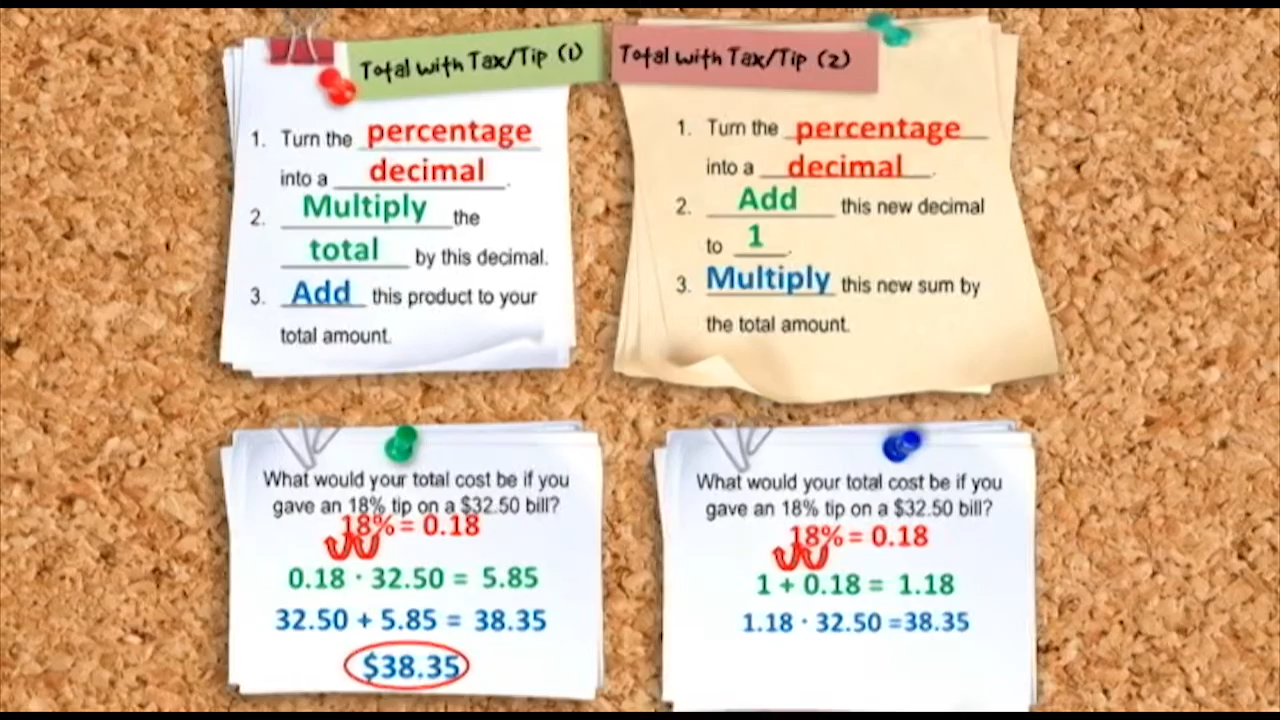 Total with Tax/Tip (1)
1. Turn the percentage
into a decimal.
2. Multiply the
total by this decimal.
3. Add this product to your
total amount.
Total with Tax/Tip (2)
1. Turn the percentage
into a decimal.
2. Add this new decimal
to 1.
3. Multiply this new sum by
the total amount.
What would your total cost be if you
gave an 18% tip on a $32.50 bill?
18% = 0.18
0.18 · 32.50 = 5.85
32.50 + 5.85 = 38.35
$38.35
What would your total cost be if you
gave an 18% tip on a $32.50 bill?
18% = 0.18
1 + 0.18 = 1.18
1.18 · 32.50 =38.35